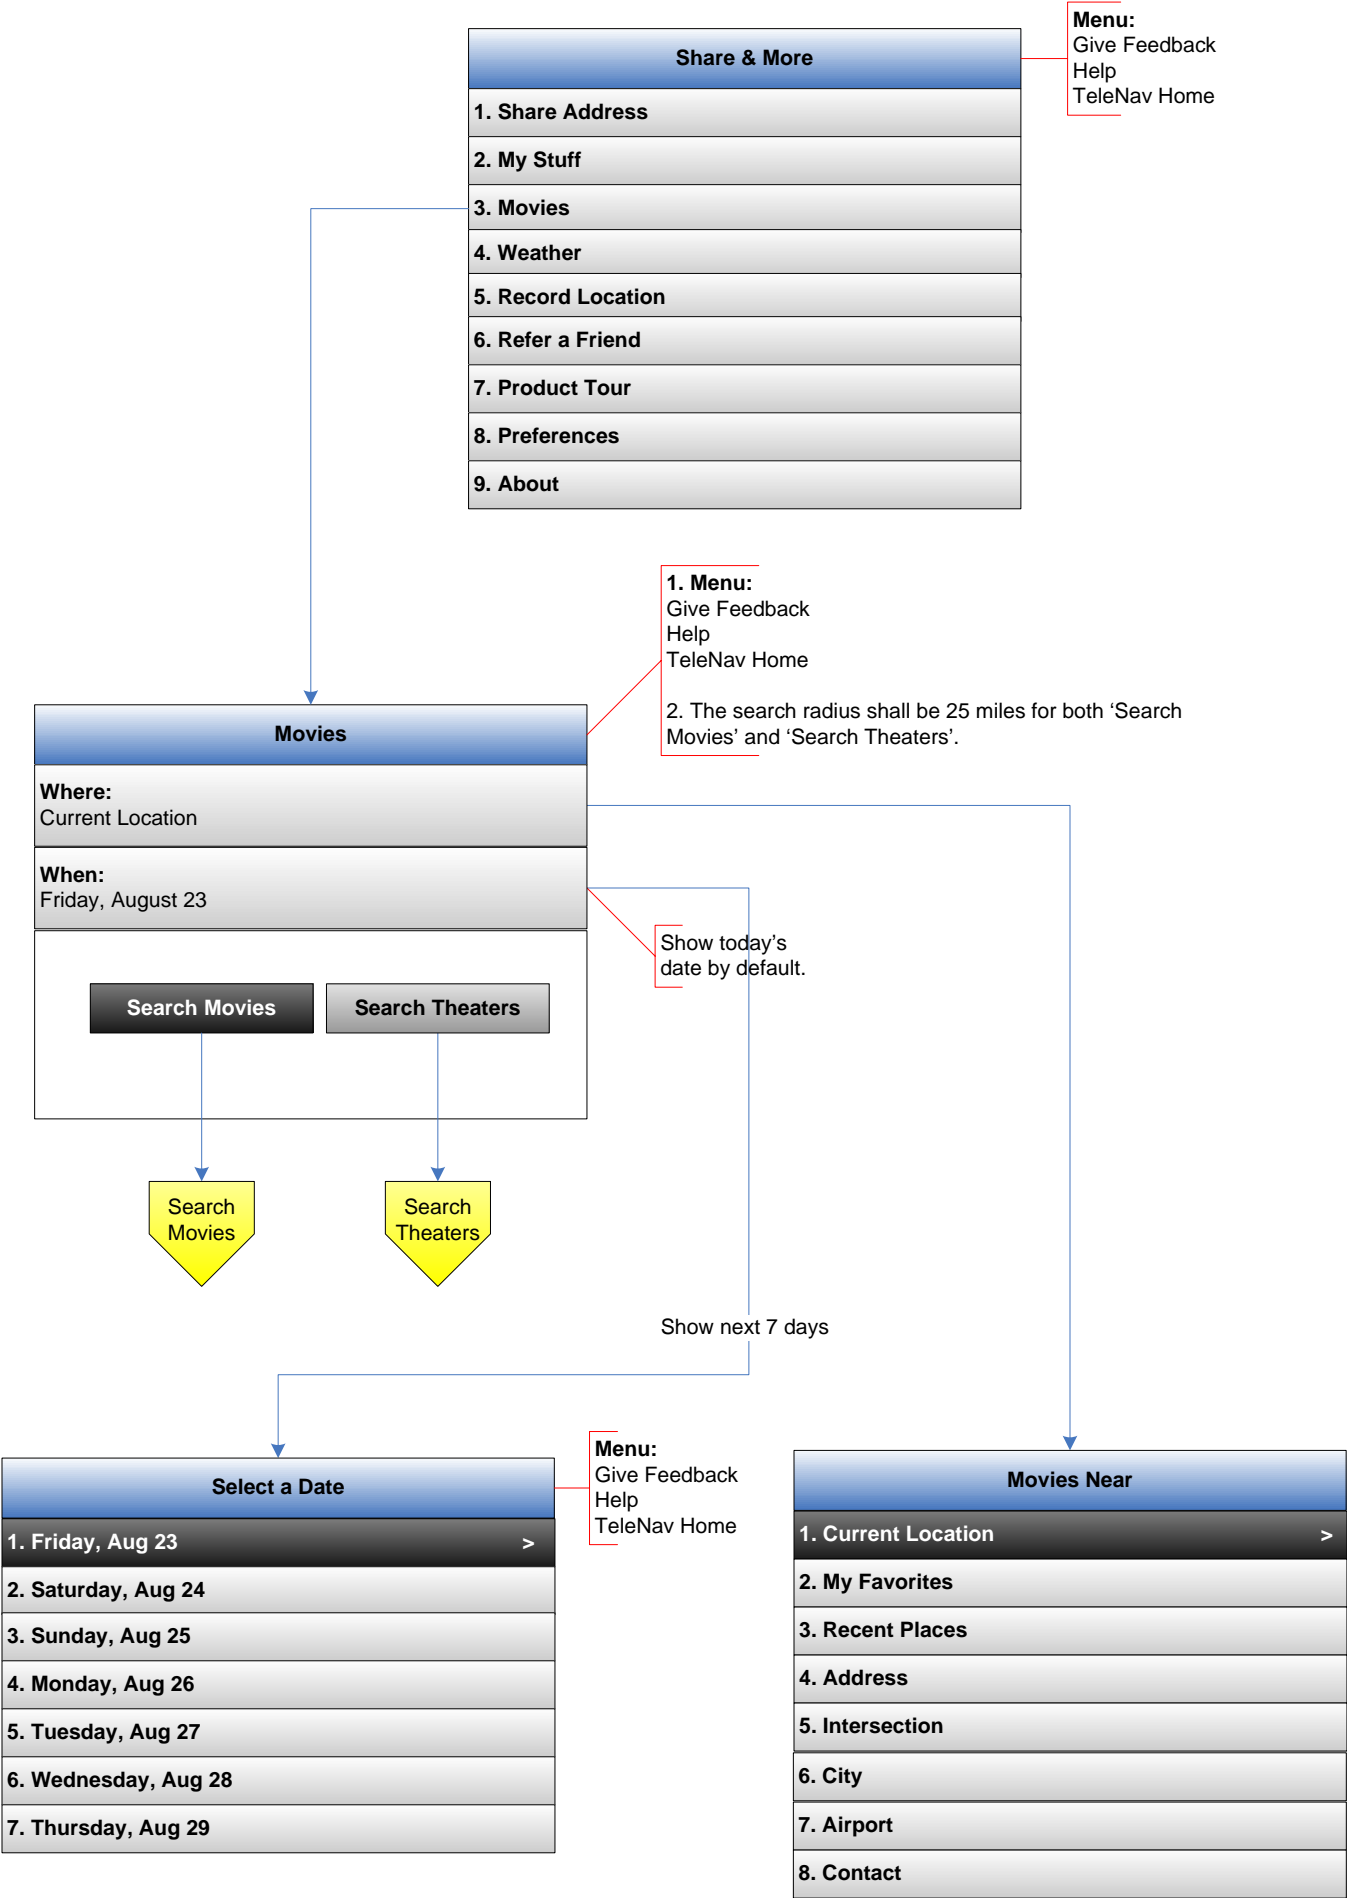 Menu:
Give Feedback
Help
TeleNav Home
Share & More
1. Share Address
2. My Stuff
3. Movies
4. Weather
5. Record Location
6. Refer a Friend
7. Product Tour
8. Preferences
9. About
1. Menu:
Give Feedback
Help
TeleNav Home
2. The search radius shall be 25 miles for both ‘Search
Movies’ and ‘Search Theaters’.
Movies
Where:
Current Location
When:
Friday, August 23
Show today’s
date by default.
Search Movies
Search Theaters
Search
Movies
Search
Theaters
Show next 7 days
Menu:
Give Feedback
Help
TeleNav Home
Select a Date
1. Friday, Aug 23 >
2. Saturday, Aug 24
3. Sunday, Aug 25
4. Monday, Aug 26
5. Tuesday, Aug 27
6. Wednesday, Aug 28
7. Thursday, Aug 29
Movies Near
1. Current Location >
2. My Favorites
3. Recent Places
4. Address
5. Intersection
6. City
7. Airport
8. Contact